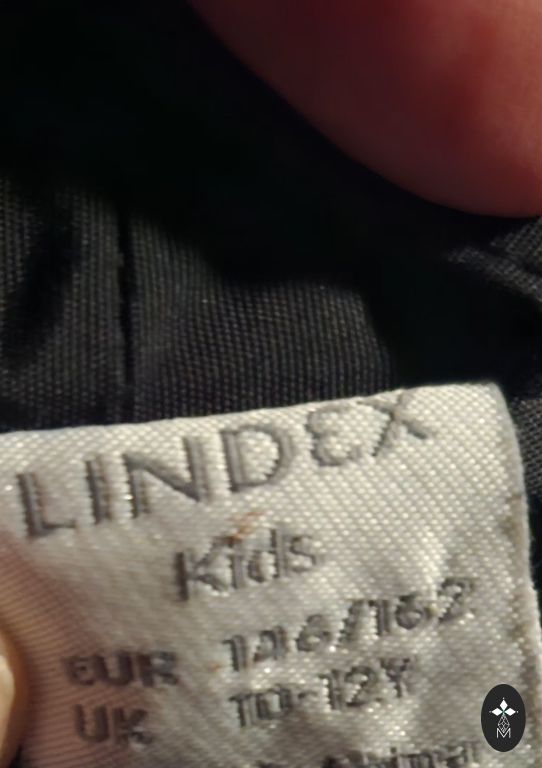 LINDEX
Kids
EUR 146/152
UK 10-12Y